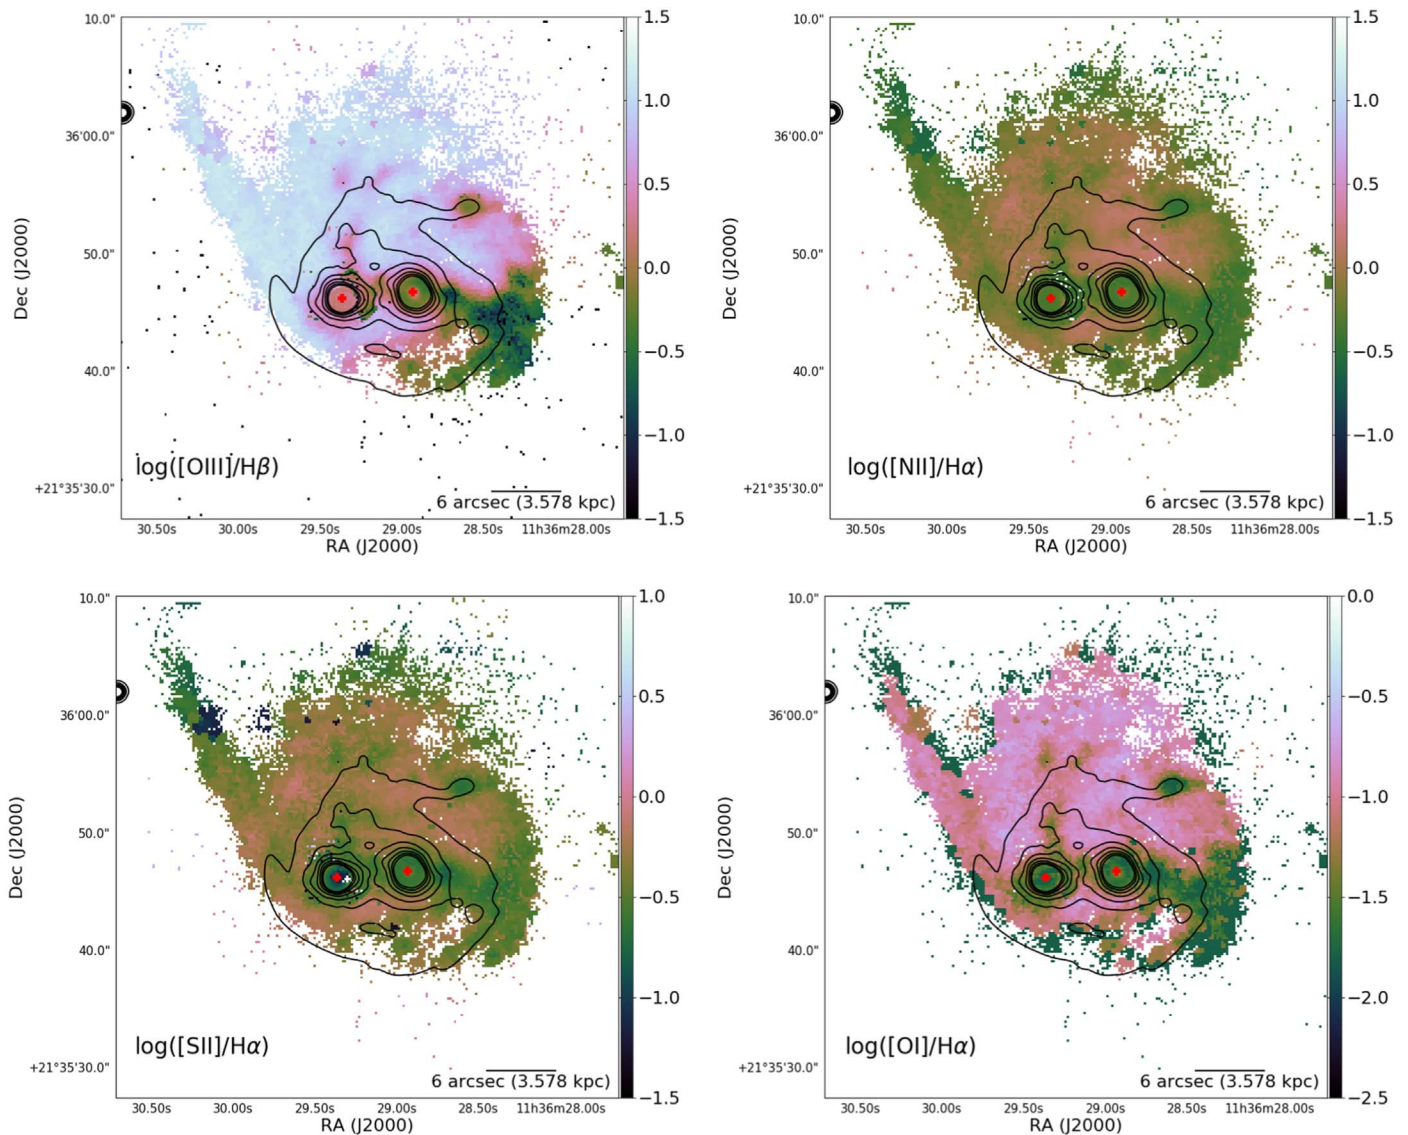 10.0"
36'00.0"
50.0"
40.0"
+21°35'30.0"
Dec (J2000)
log([OIII]/Hβ)
6 arcsec (3.578 kpc)
30.50s 30.00s 29.50s 29.00s 28.50s 11h36m28.00s
RA (J2000)
1.5
1.0
0.5
0.0
−0.5
−1.0
−1.5
10.0"
36'00.0"
50.0"
40.0"
+21°35'30.0"
Dec (J2000)
log([NII]/Hα)
6 arcsec (3.578 kpc)
30.50s 30.00s 29.50s 29.00s 28.50s 11h36m28.00s
RA (J2000)
1.5
1.0
0.5
0.0
−0.5
−1.0
−1.5
10.0"
36'00.0"
50.0"
40.0"
+21°35'30.0"
Dec (J2000)
log([SII]/Hα)
6 arcsec (3.578 kpc)
30.50s 30.00s 29.50s 29.00s 28.50s 11h36m28.00s
RA (J2000)
1.0
0.5
0.0
−0.5
−1.0
−1.5
10.0"
36'00.0"
50.0"
40.0"
+21°35'30.0"
Dec (J2000)
log([OI]/Hα)
6 arcsec (3.578 kpc)
30.50s 30.00s 29.50s 29.00s 28.50s 11h36m28.00s
RA (J2000)
0.0
−0.5
−1.0
−1.5
−2.0
−2.5